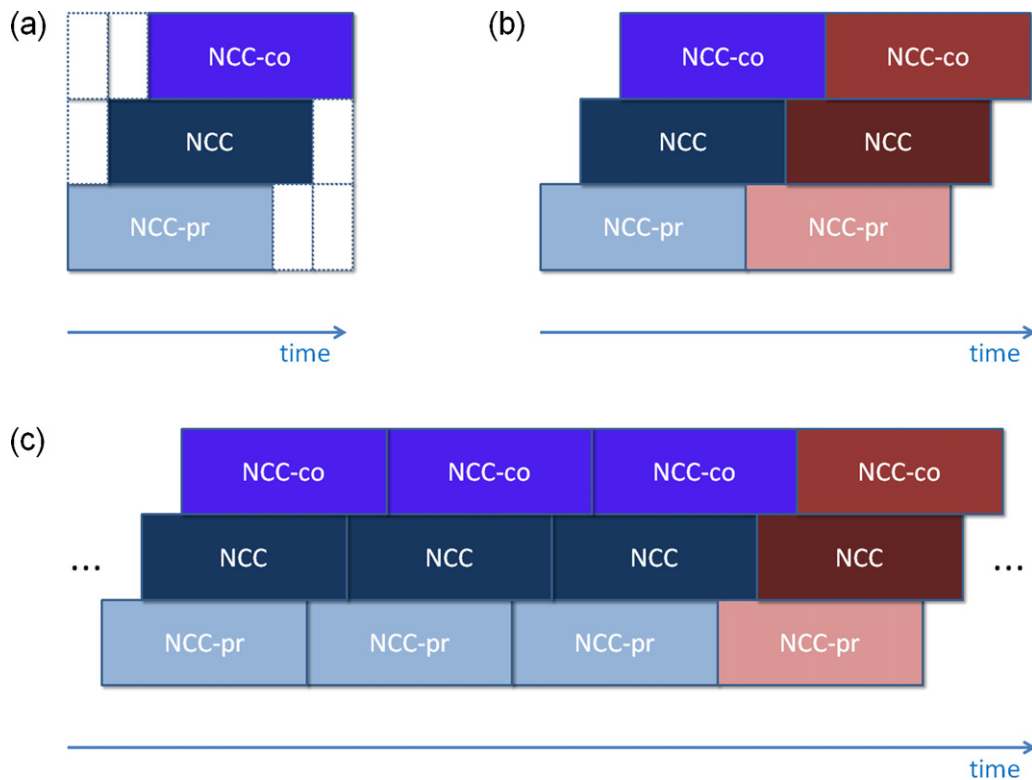 (a)
NCC-co
NCC
NCC-pr
time
(b)
NCC-co NCC-co
NCC NCC
NCC-pr NCC-pr
time
(c)
NCC-co NCC-co NCC-co NCC-co
... NCC NCC NCC NCC ...
NCC-pr NCC-pr NCC-pr NCC-pr
time